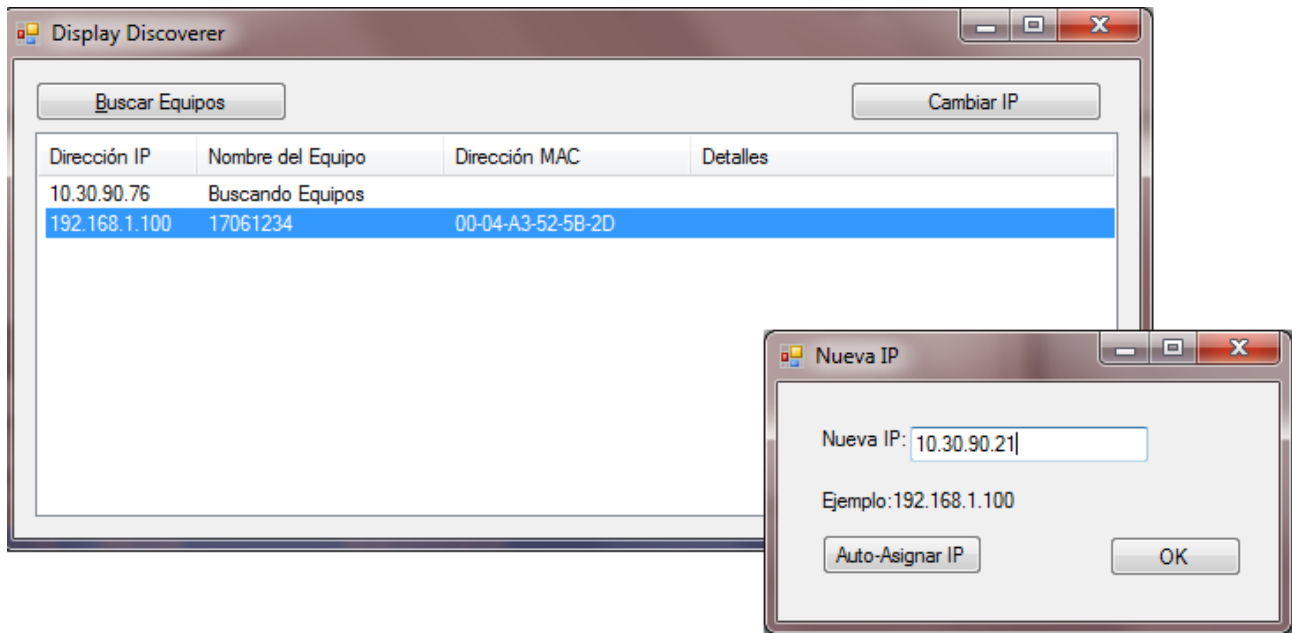 Display Discoverer
Buscar Equipos
Cambiar IP
Dirección IP Nombre del Equipo Dirección MAC Detalles
10.30.90.76 Buscando Equipos
192.168.1.100 17061234 00-04-A3-52-5B-2D
Nueva IP
Nueva IP: 10.30.90.21
Ejemplo:192.168.1.100
Auto-Asignar IP OK